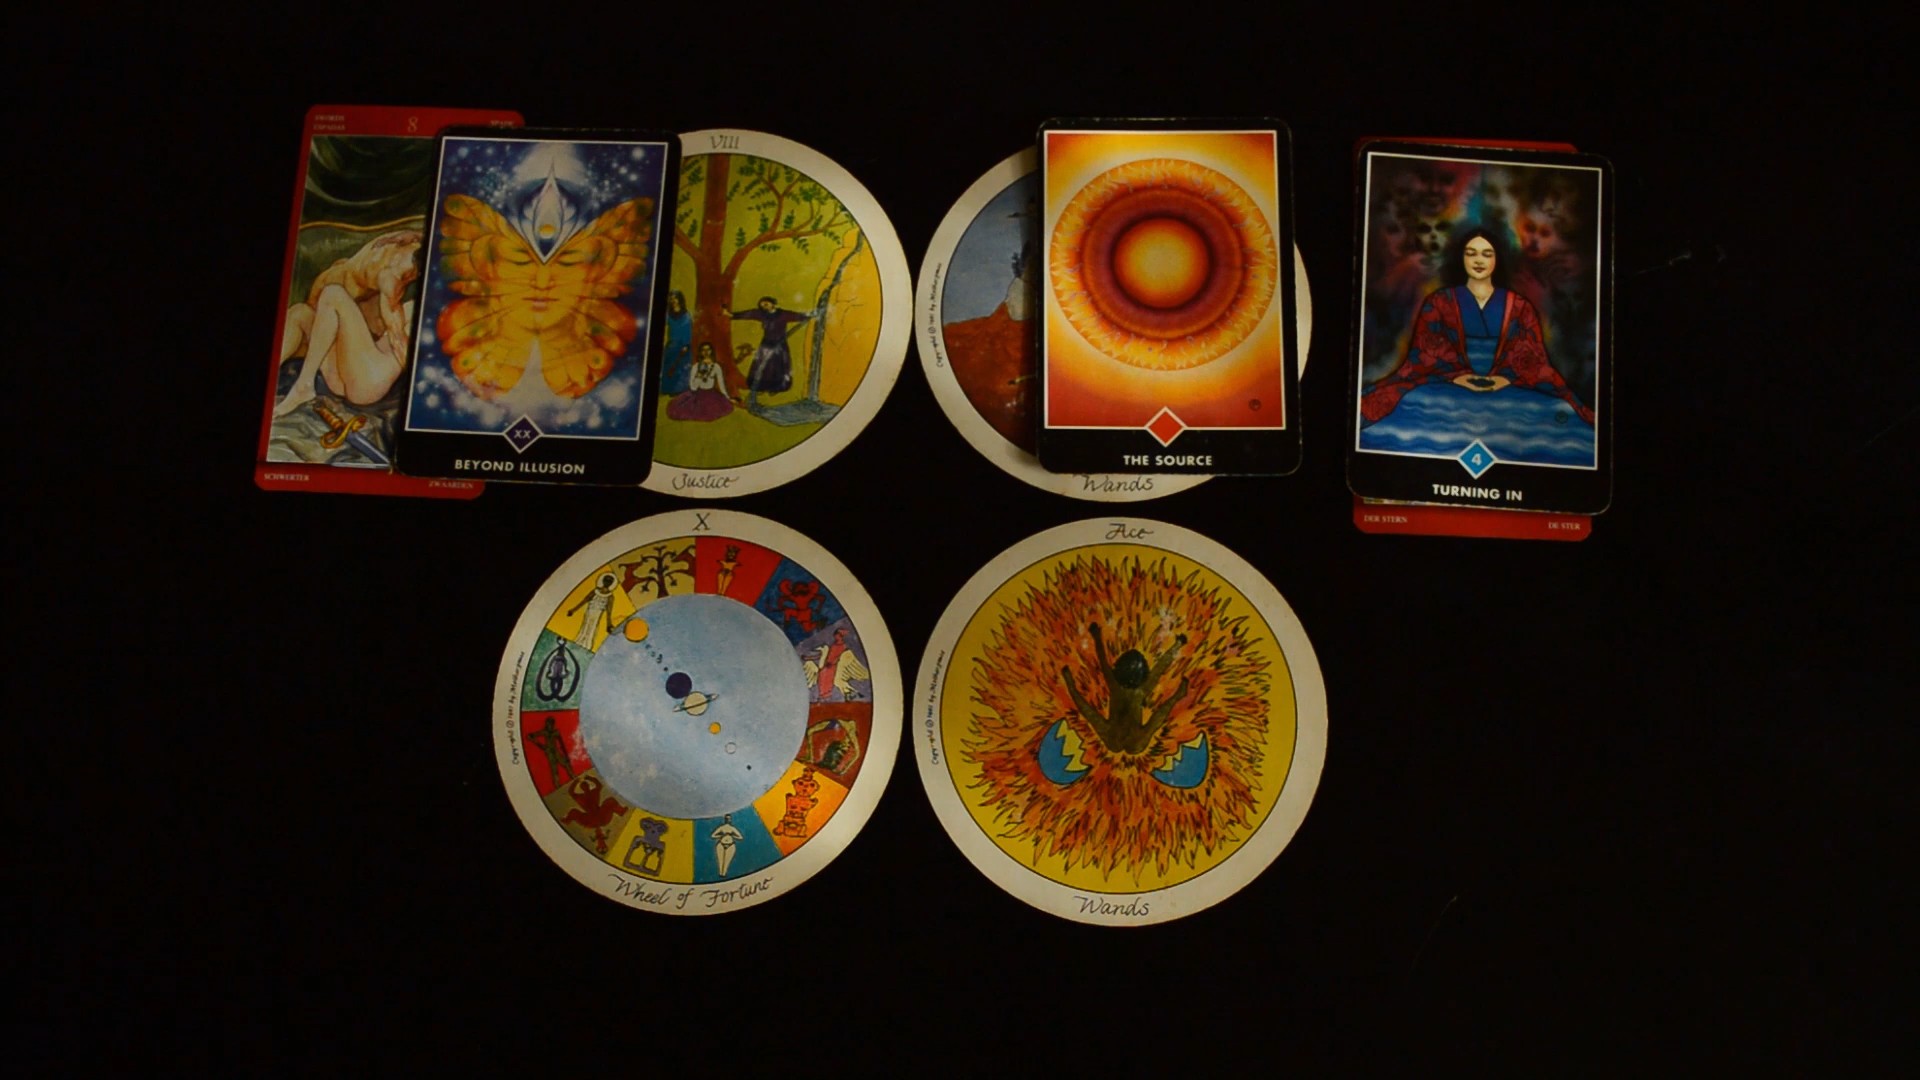 SWORDS
ESPADAS
8
SCHWERTER
ZWAARDEN
XX
BEYOND ILLUSION
VIII
Justice
THE SOURCE
Wands
4
TURNING IN
DER STERN
DE STER
X
Wheel of Fortune
Ace
Wands